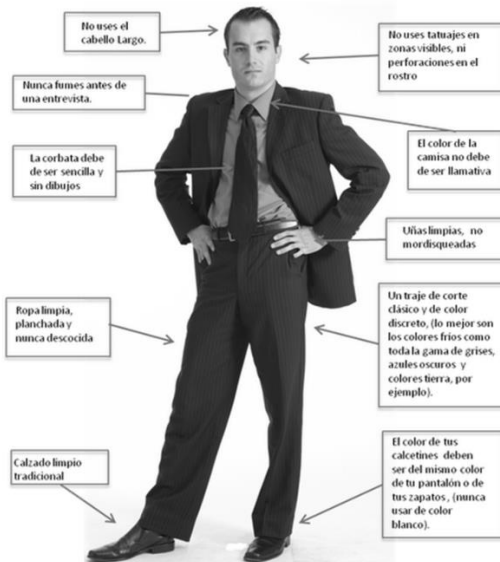 No uses el
cabello Largo.
No uses tatuajes en
zonas visibles, ni
perforaciones en el
rostro
Nunca fumes antes de
una entrevista.
El color de la
camisa no debe
de ser llamativa
La corbata debe
de ser sencilla y
sin dibujos
Uñas limpias, no
mordisqueadas
Ropa limpia,
planchada y
nunca descocida
Un traje de corte
clásico y de color
discreto, (lo mejor son
los colores fríos como
toda la gama de grises,
azules oscuros y
colores tierra, por
ejemplo).
Calzado limpio
tradicional
El color de tus
calcetines deben
ser del mismo color
de tu pantalón o de
tus zapatos, (nunca
usar de color
blanco).